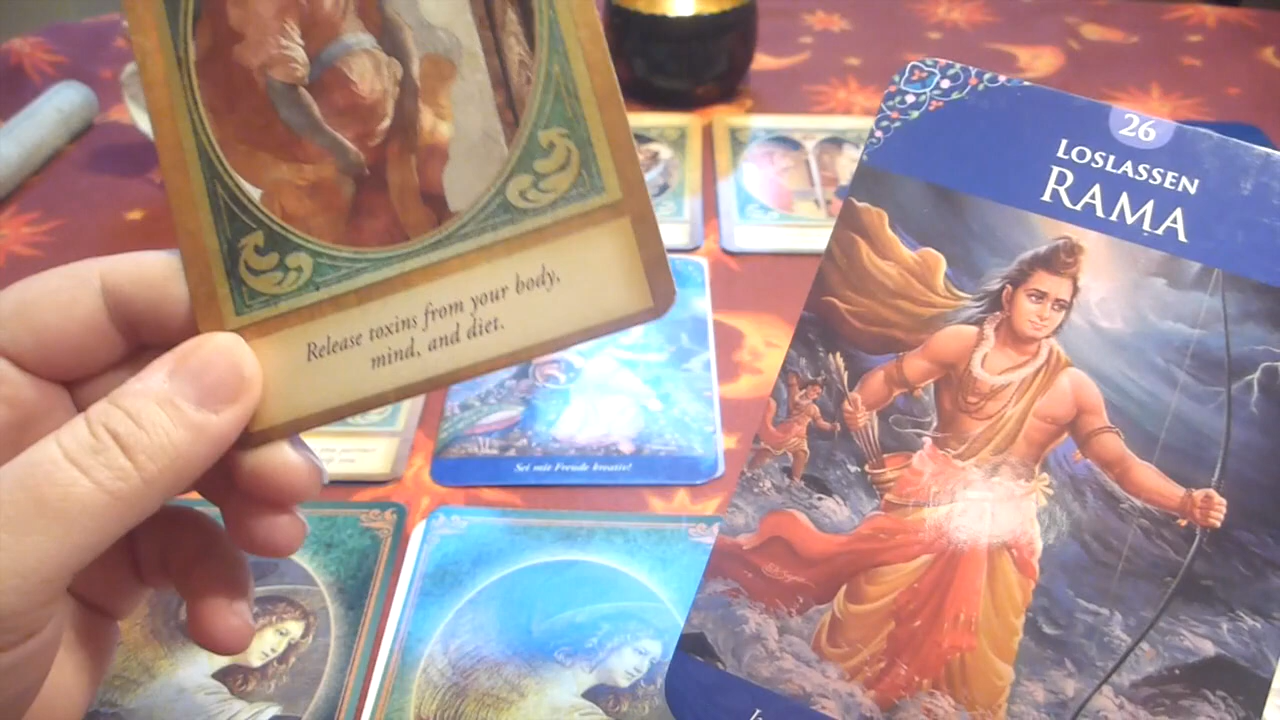 26
LOSLASSEN
RAMA
Release toxins from your body,
mind, and diet.
Sei mit Freude kreativ!